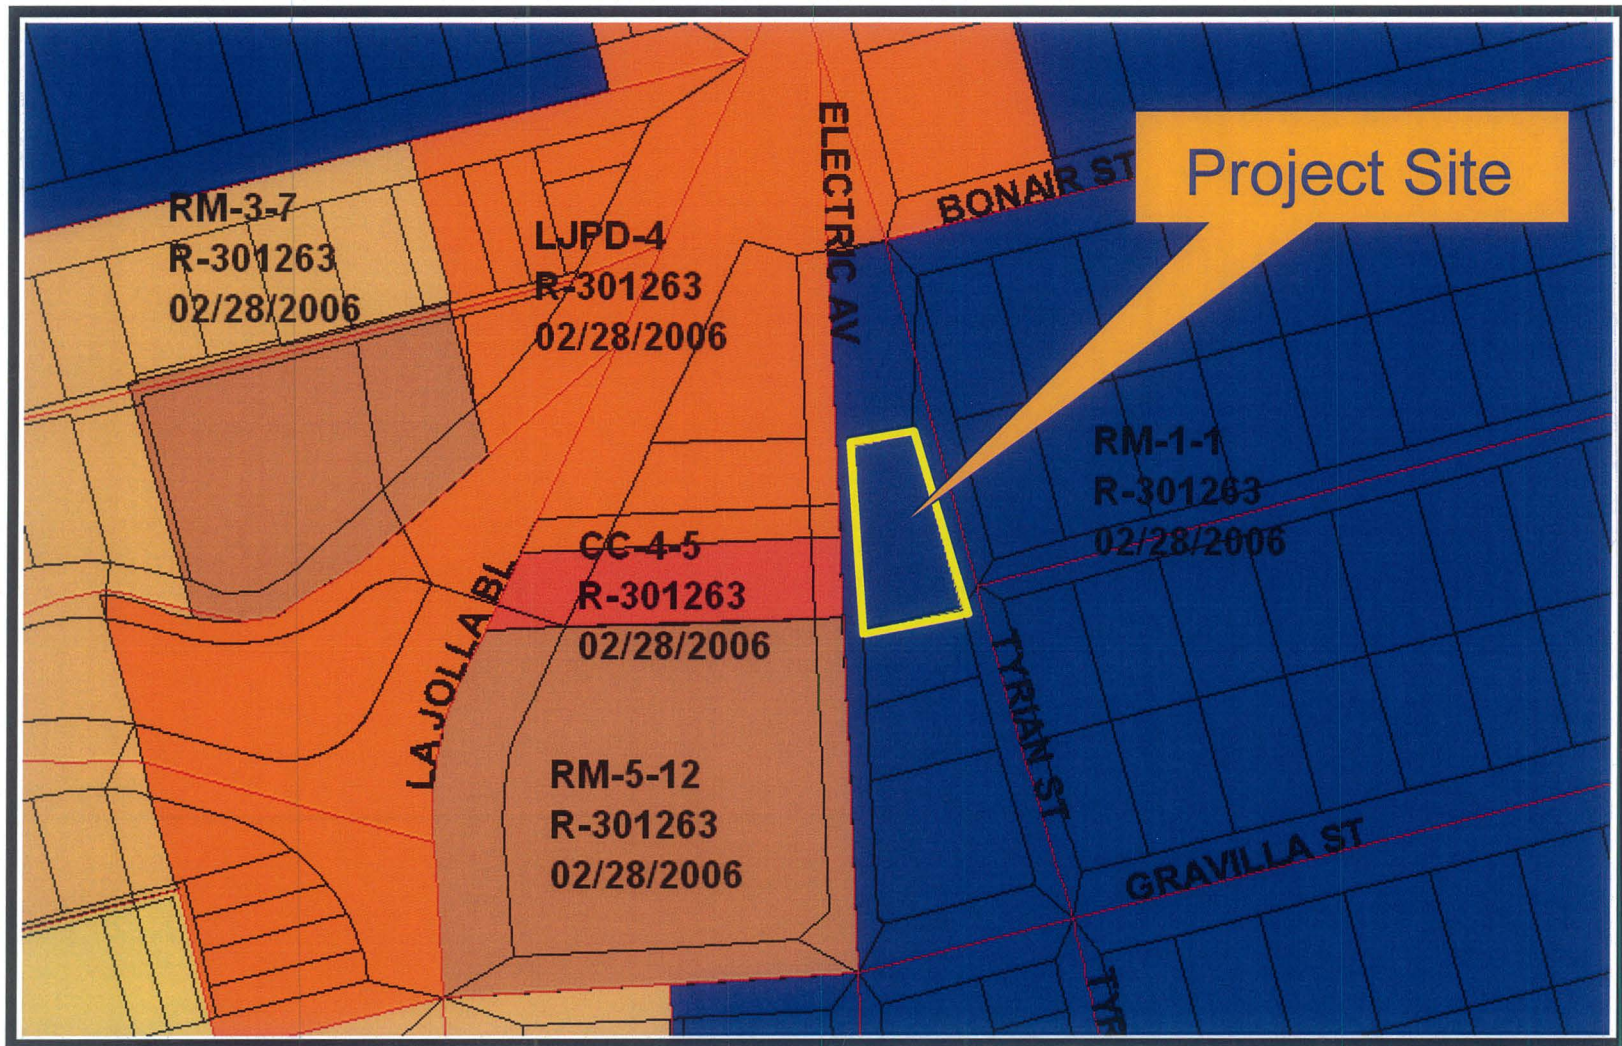 ELECTRIC AV
BONAIR ST
Project Site
RM-3-7
R-301263
02/28/2006
LJPD-4
R-301263
02/28/2006
RM-1-1
R-301263
02/28/2006
CC-4-5
R-301263
02/28/2006
LA JOLLA BL
TYRIAN ST
RM-5-12
R-301263
02/28/2006
GRAVILLA ST
TYR